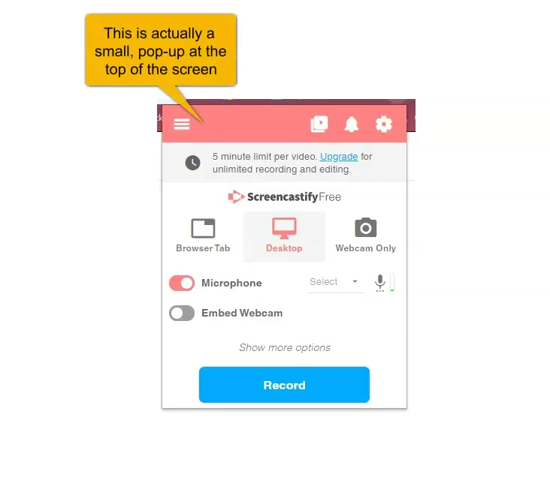 This is actually a
small, pop-up at the
top of the screen
5 minute limit per video. Upgrade for
unlimited recording and editing.
ScreencastifyFree
Browser Tab
Desktop
Webcam Only
Microphone
Select
Embed Webcam
Show more options
Record